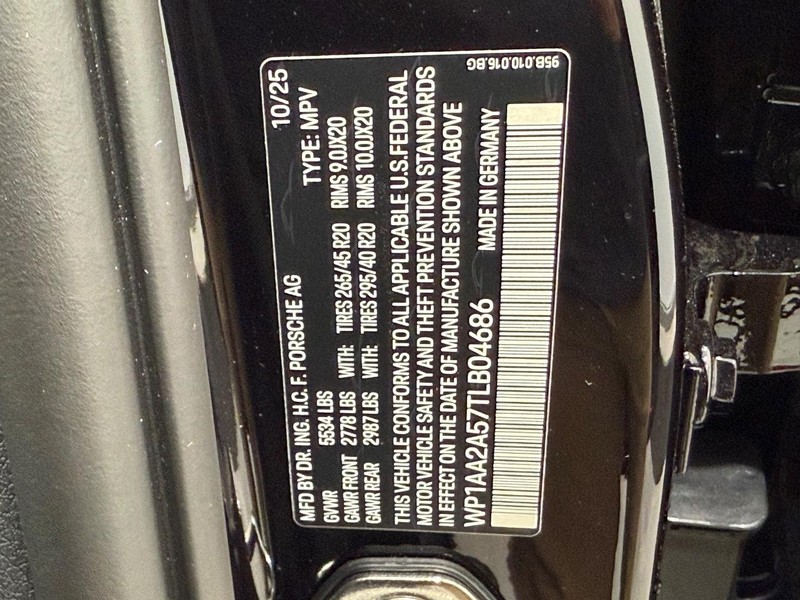 MFD BY DR. ING. H.C. F. PORSCHE AG 10/25
GVWR 5534 LBS TYPE: MPV
GAWR FRONT 2778 LBS WITH: TIRES 265/45 R20 RIMS 9.0JX20
GAWR REAR 2987 LBS WITH: TIRES 295/40 R20 RIMS 10.0JX20
THIS VEHICLE CONFORMS TO ALL APPLICABLE U.S. FEDERAL
MOTOR VEHICLE SAFETY AND THEFT PREVENTION STANDARDS
IN EFFECT ON THE DATE OF MANUFACTURE SHOWN ABOVE
WP1AA2A57TLB04686 MADE IN GERMANY
95B.010.016.BG